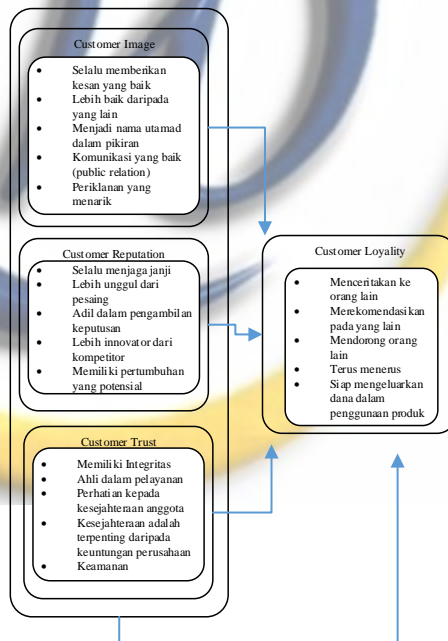 Customer Image
• Selalu memberikan
kesan yang baik
• Lebih baik daripada
yang lain
• Menjadi nama utamad
dalam pikiran
• Komunikasi yang baik
(public relation)
• Periklanan yang
menarik
Customer Reputation
• Selalu menjaga janji
• Lebih unggul dari
pesaing
• Adil dalam pengambilan
keputusan
• Lebih innovator dari
kompetitor
• Memiliki pertumbuhan
yang potensial
Customer Trust
• Memiliki Integritas
• Ahli dalam pelayanan
• Perhatian kepada
kesejahteraan anggota
• Kesejahteraan adalah
terpenting daripada
keuntungan perusahaan
• Keamanan
Customer Loyality
• Menceritakan ke
orang lain
• Merekomendasikan
pada yang lain
• Mendorong orang
lain
• Terus menerus
• Siap mengeluarkan
dana dalam
penggunaan produk